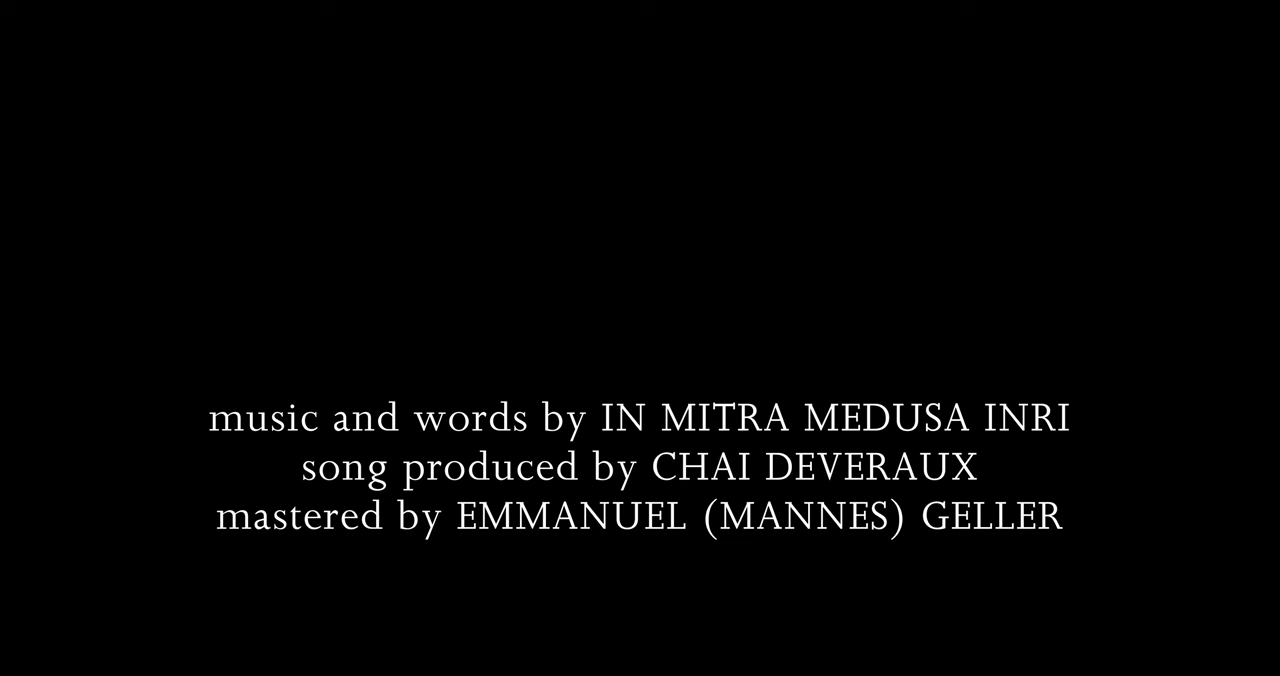 music and words by IN MITRA MEDUSA INRI
song produced by CHAI DEVERAUX
mastered by EMMANUEL (MANNES) GELLER